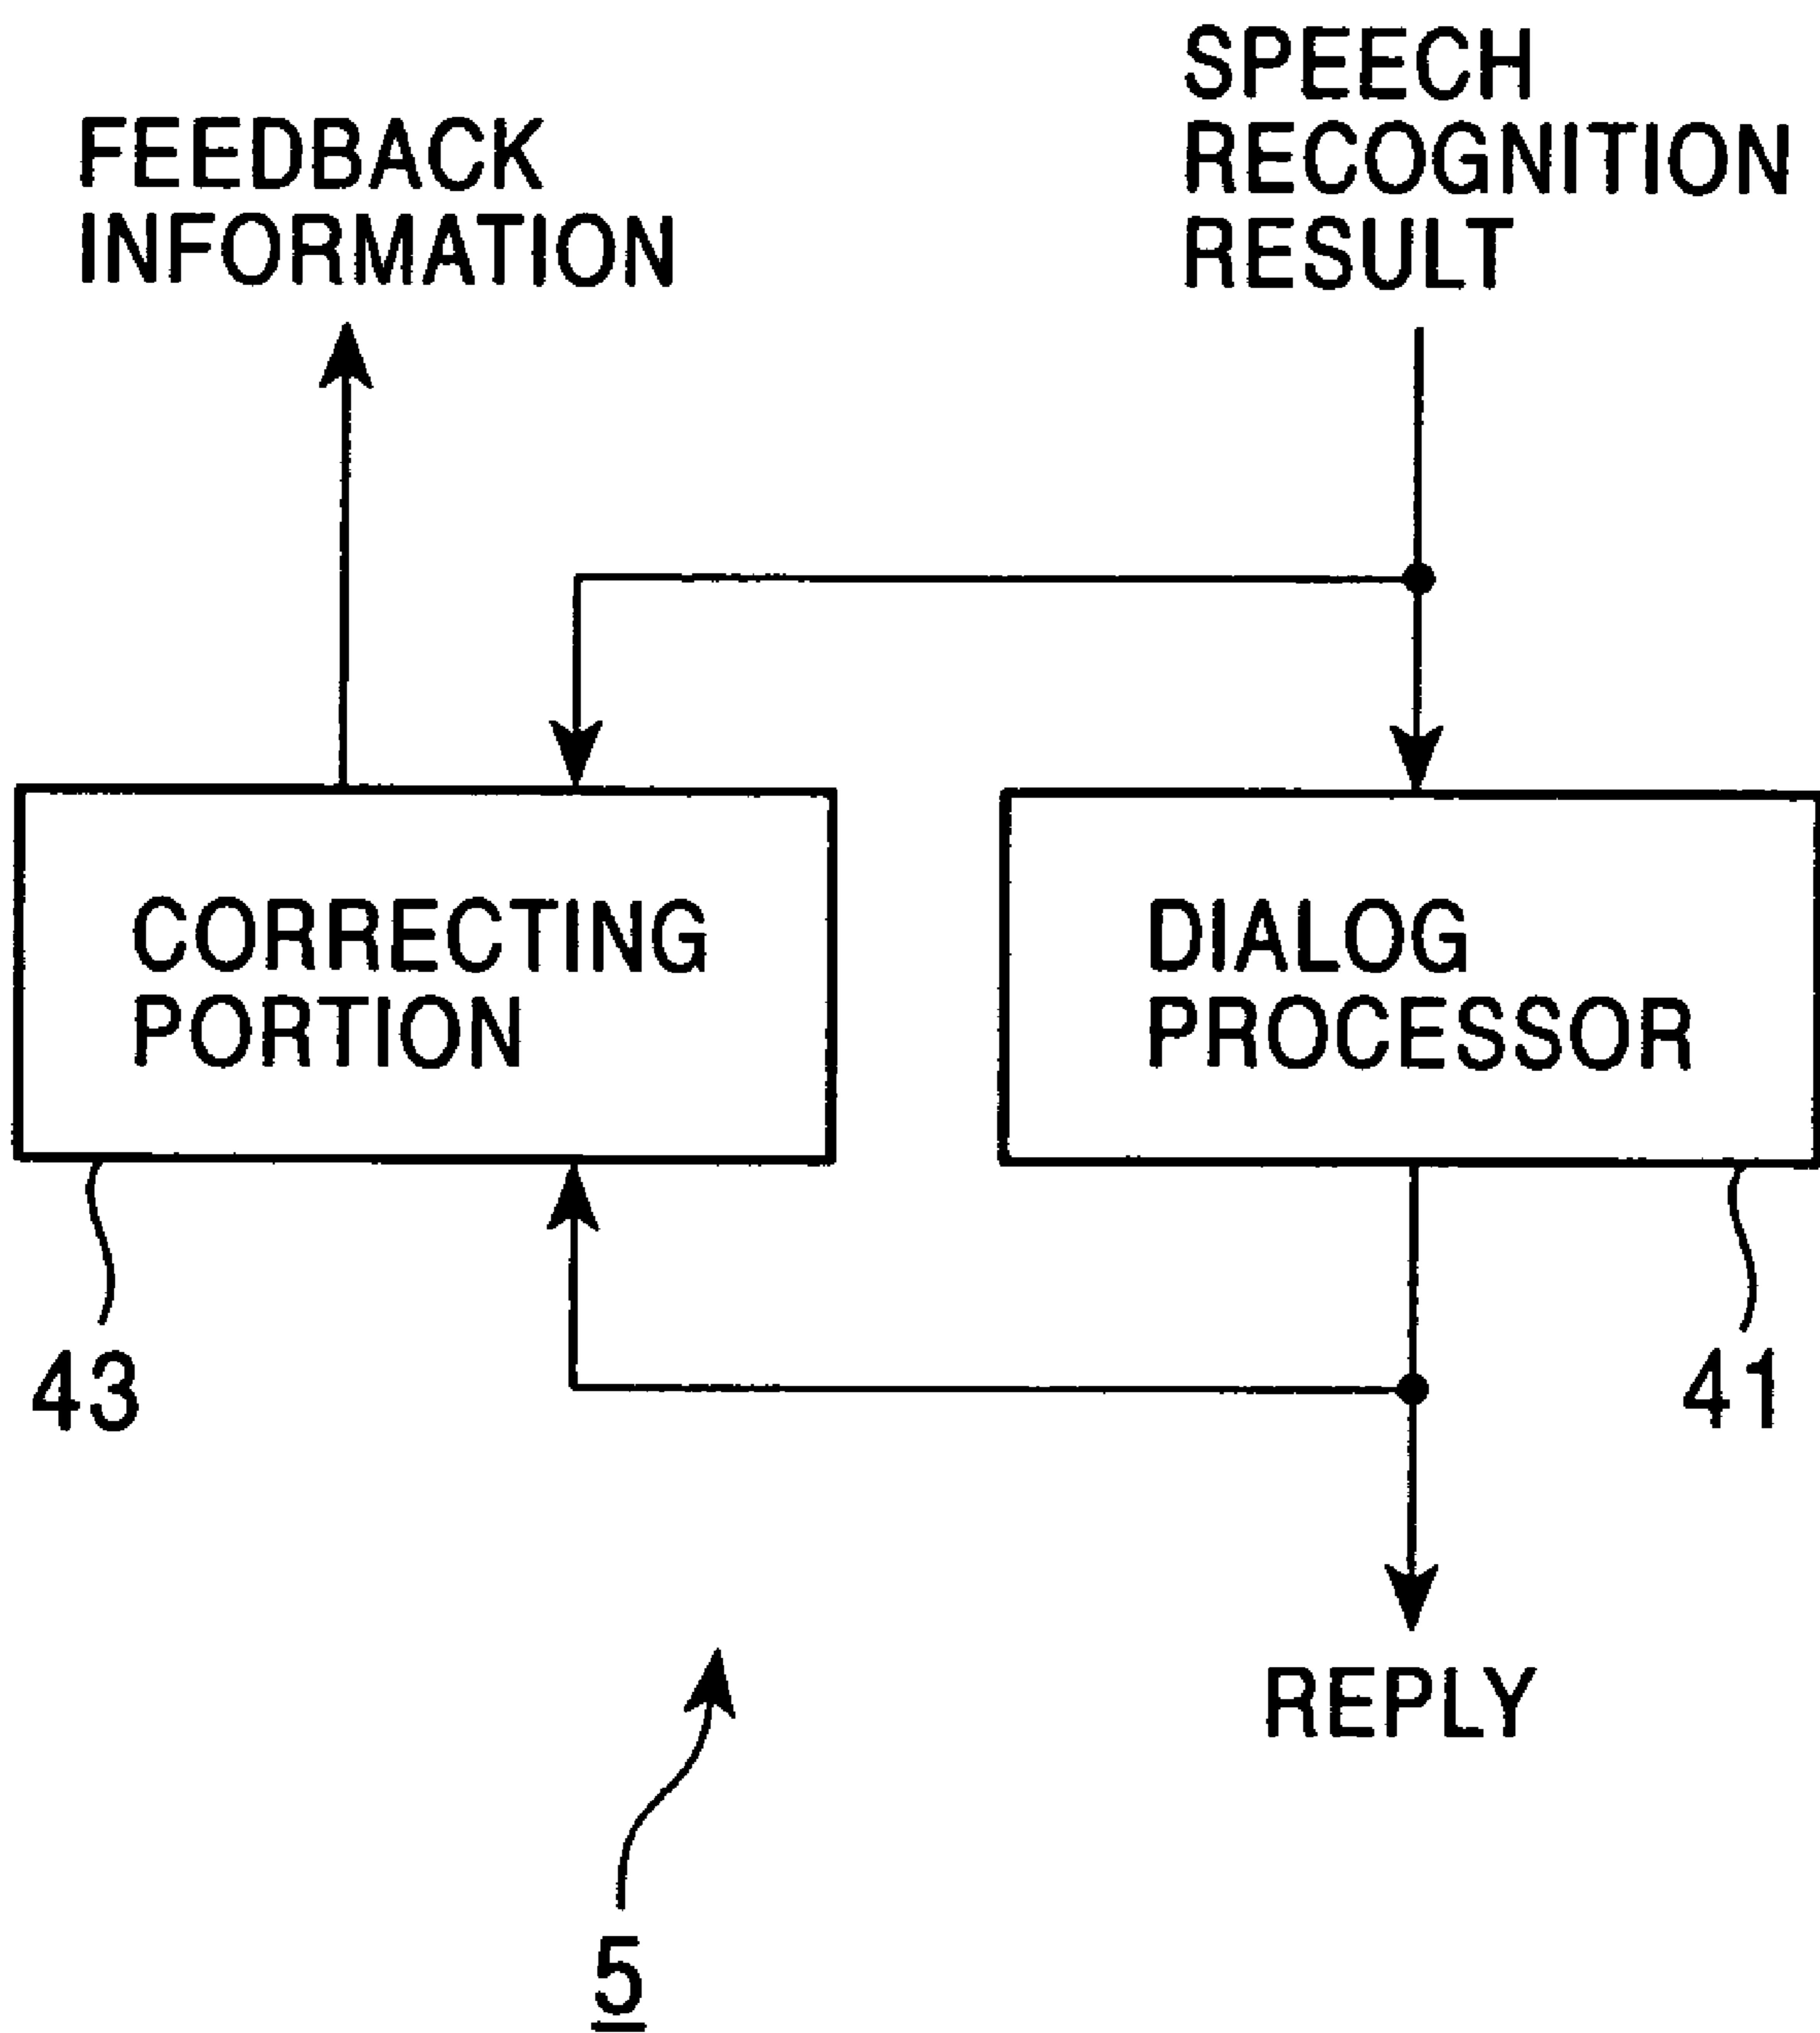 FEEDBACK
INFORMATION
SPEECH
RECOGNITION
RESULT
CORRECTING
PORTION
DIALOG
PROCESSOR
43
41
REPLY
5